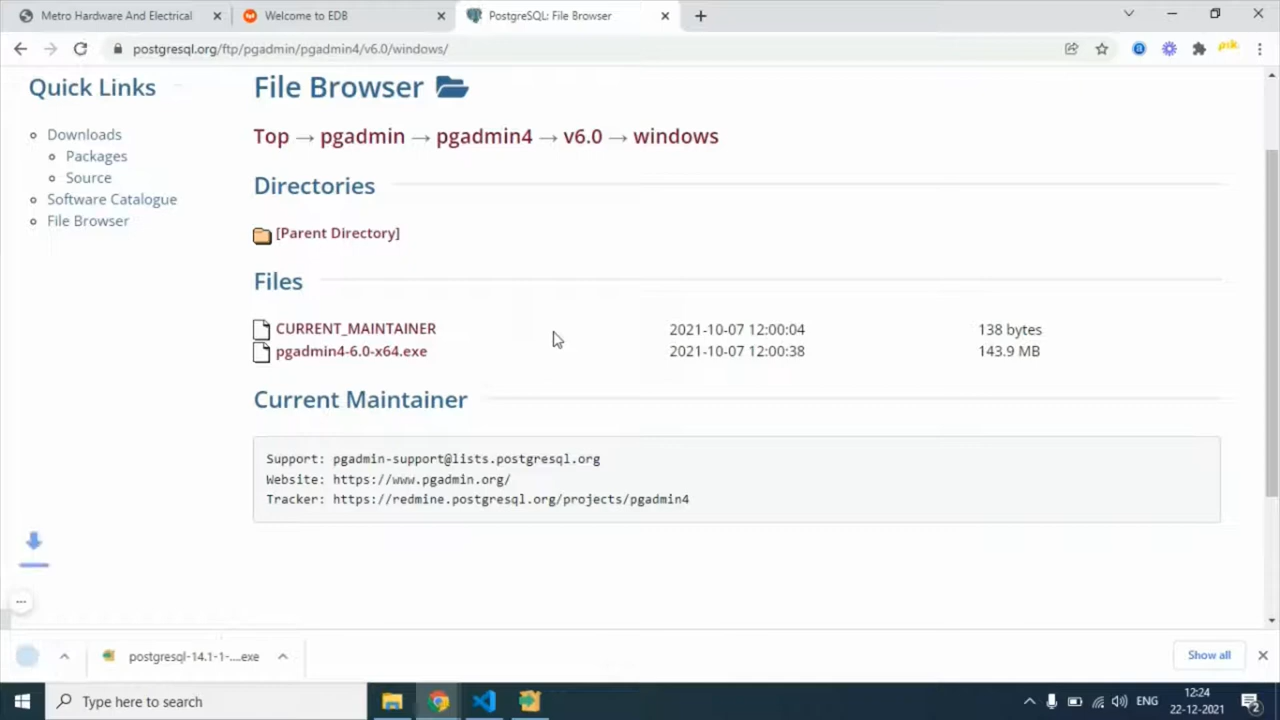 Metro Hardware And Electrical
Welcome to EDB
PostgreSQL: File Browser
postgresql.org/ftp/pgadmin/pgadmin4/v6.0/windows/
Quick Links
Downloads
Packages
Source
Software Catalogue
File Browser
File Browser
Top → pgadmin → pgadmin4 → v6.0 → windows
Directories
[Parent Directory]
Files
CURRENT_MAINTAINER 2021-10-07 12:00:04 138 bytes
pgadmin4-6.0-x64.exe 2021-10-07 12:00:38 143.9 MB
Current Maintainer
Support: pgadmin-support@lists.postgresql.org
Website: https://www.pgadmin.org/
Tracker: https://redmine.postgresql.org/projects/pgadmin4
postgresql-14.1-1-....exe
Show all
Type here to search
ENG
12:24
22-12-2021
2